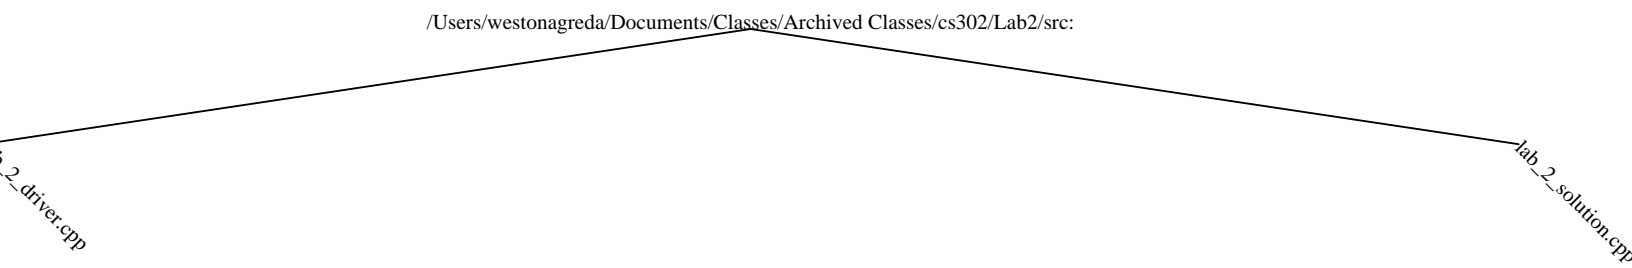 /Users/westonagreda/Documents/Classes/Archived Classes/cs302/Lab2/src:
_2_driver.cpp
lab_2_solution.cpp